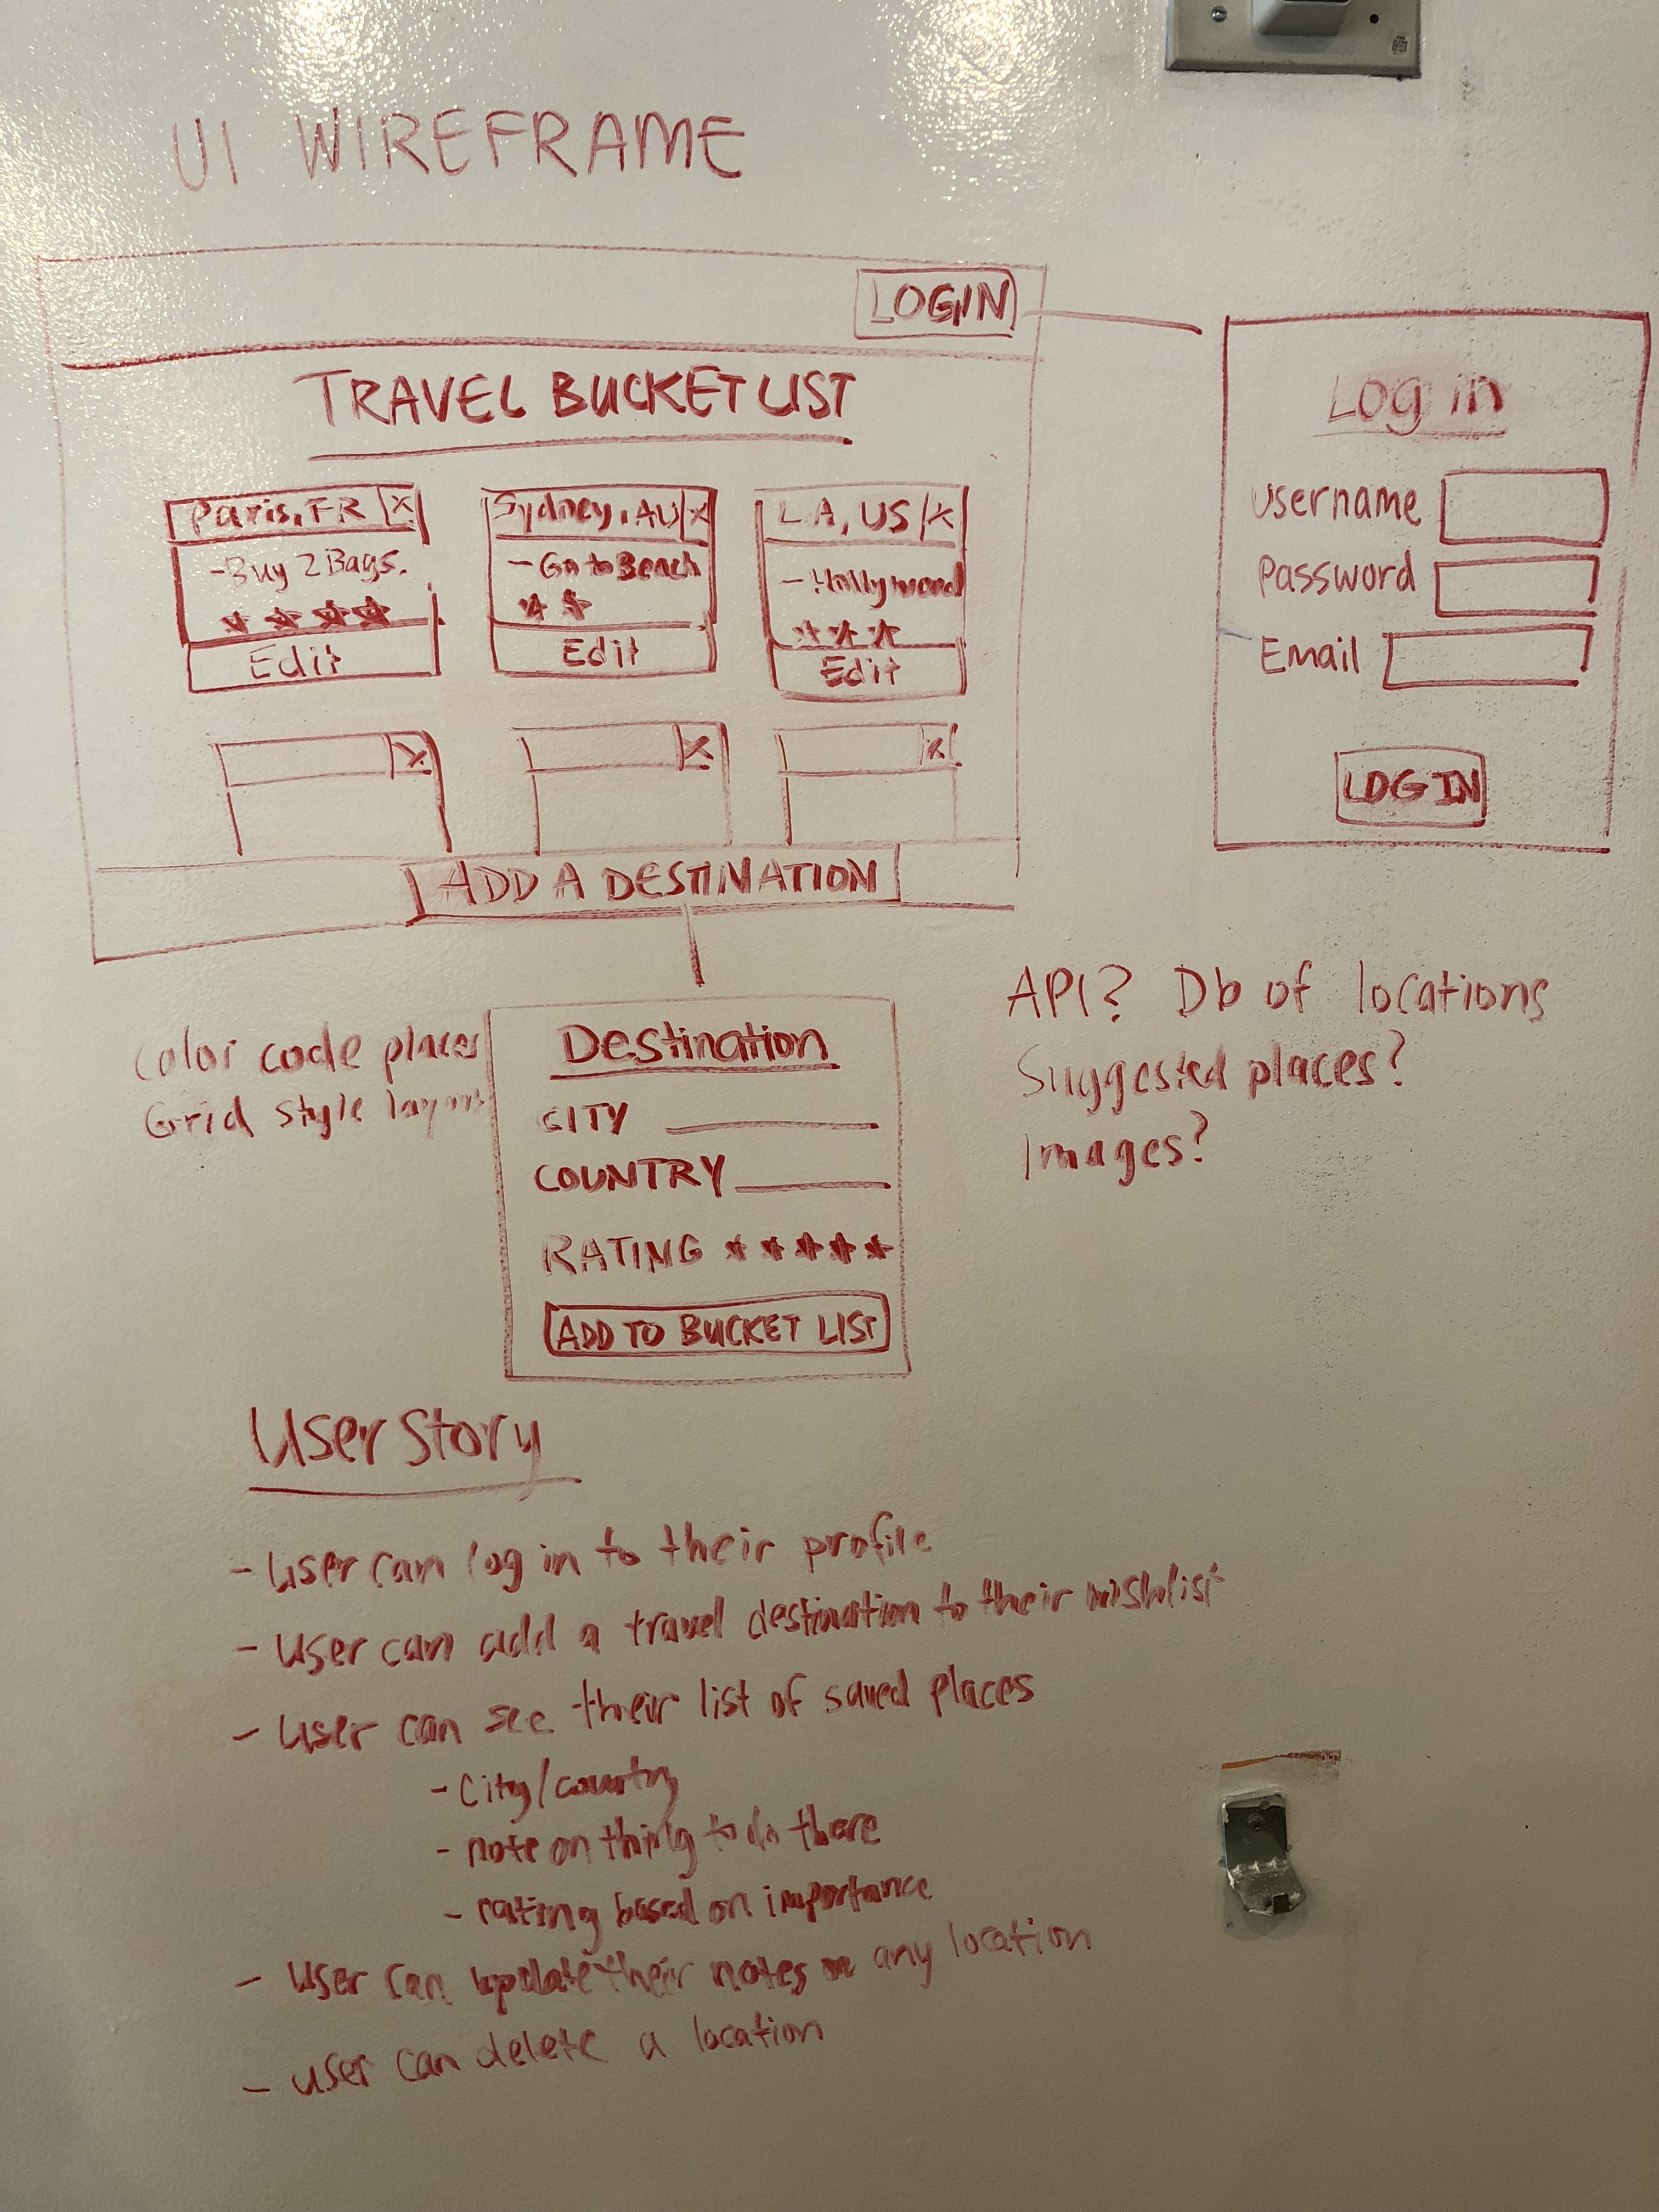 UI WIREFRAME
LOGIN
TRAVEL BUCKET LIST
Paris, FR X
- Buy 2 Bags.
★ ★ ★ ★
Edit
Sydney, AU X
- Go to Beach
★ ★
Edit
LA, US X
- Hollywood
★ ★ ★
Edit
X
X
X
ADD A DESTINATION
Log in
Username
Password
Email
LOG IN
Color code places
Grid style layout
Destination
CITY
COUNTRY
RATING ★ ★ ★ ★ ★
ADD TO BUCKET LIST
API? Db of locations
Suggested places?
Images?
User Story
- User can log in to their profile
- User can add a travel destination to their wishlist
- User can see their list of saved places
- City/country
- note on thing to do there
- rating based on importance
- User can update their notes on any location
- user can delete a location